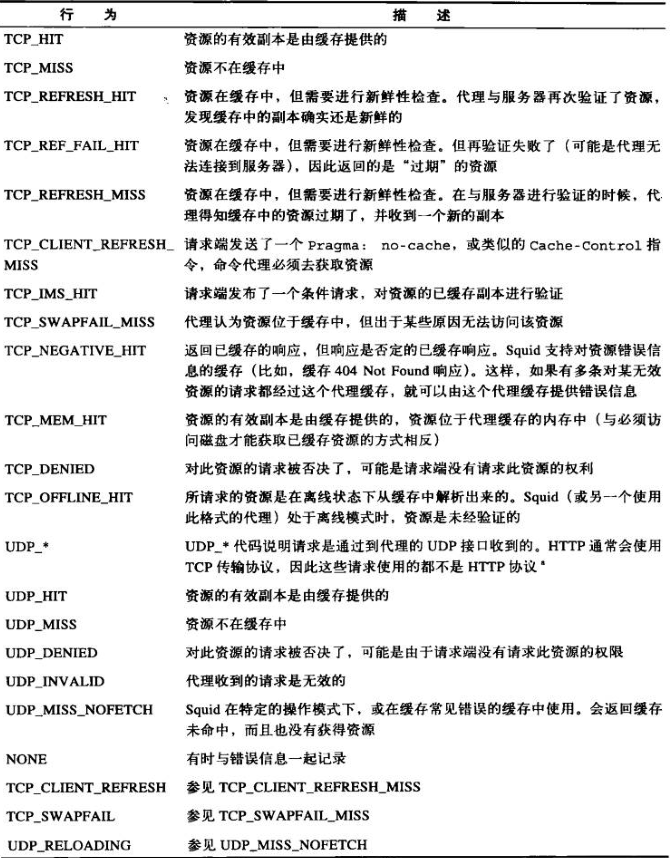 行 为 描 述
TCP_HIT 资源的有效副本是由缓存提供的
TCP_MISS 资源不在缓存中
TCP_REFRESH_HIT 资源在缓存中，但需要进行新鲜性检查。代理与服务器再次验证了资源，
发现缓存中的副本确实还是新鲜的
TCP_REF_FAIL_HIT 资源在缓存中，但需要进行新鲜性检查。但再验证失败了（可能是代理无
法连接到服务器），因此返回的是“过期”的资源
TCP_REFRESH_MISS 资源在缓存中，但需要进行新鲜性检查。在与服务器进行验证的时候，代
理得知缓存中的资源过期了，并收到一个新的副本
TCP_CLIENT_REFRESH_ 请求端发送了一个 Pragma: no-cache，或类似的 Cache-Control 指
MISS 令，命令代理必须去获取资源
TCP_IMS_HIT 请求端发布了一个条件请求，对资源的已缓存副本进行验证
TCP_SWAPFAIL_MISS 代理认为资源位于缓存中，但出于某些原因无法访问该资源
TCP_NEGATIVE_HIT 返回已缓存的响应，但响应是否定的已缓存响应。Squid 支持对资源错误信
息的缓存（比如，缓存 404 Not Found 响应）。这样，如果有多条对某无效
资源的请求都经过这个代理缓存，就可以由这个代理缓存提供错误信息
TCP_MEM_HIT 资源的有效副本是由缓存提供的，资源位于代理缓存的内存中（与必须访
问磁盘才能获取已缓存资源的方式相反）
TCP_DENIED 对此资源的请求被否决了，可能是请求端没有请求此资源的权利
TCP_OFFLINE_HIT 所请求的资源是在离线状态下从缓存中解析出来的。Squid（或另一个使用
此格式的代理）处于离线模式时，资源是未经验证的
UDP_* UDP_* 代码说明请求是通过到代理的 UDP 接口收到的。HTTP 通常会使用
TCP 传输协议，因此这些请求使用的都不是 HTTP 协议ª
UDP_HIT 资源的有效副本是由缓存提供的
UDP_MISS 资源不在缓存中
UDP_DENIED 对此资源的请求被否决了，可能是由于请求端没有请求此资源的权限
UDP_INVALID 代理收到的请求是无效的
UDP_MISS_NOFETCH Squid 在特定的操作模式下，或在缓存常见错误的缓存中使用。会返回缓存
未命中，而且也没有获得资源
NONE 有时与错误信息一起记录
TCP_CLIENT_REFRESH 参见 TCP_CLIENT_REFRESH_MISS
TCP_SWAPFAIL 参见 TCP_SWAPFAIL_MISS
UDP_RELOADING 参见 UDP_MISS_NOFETCH